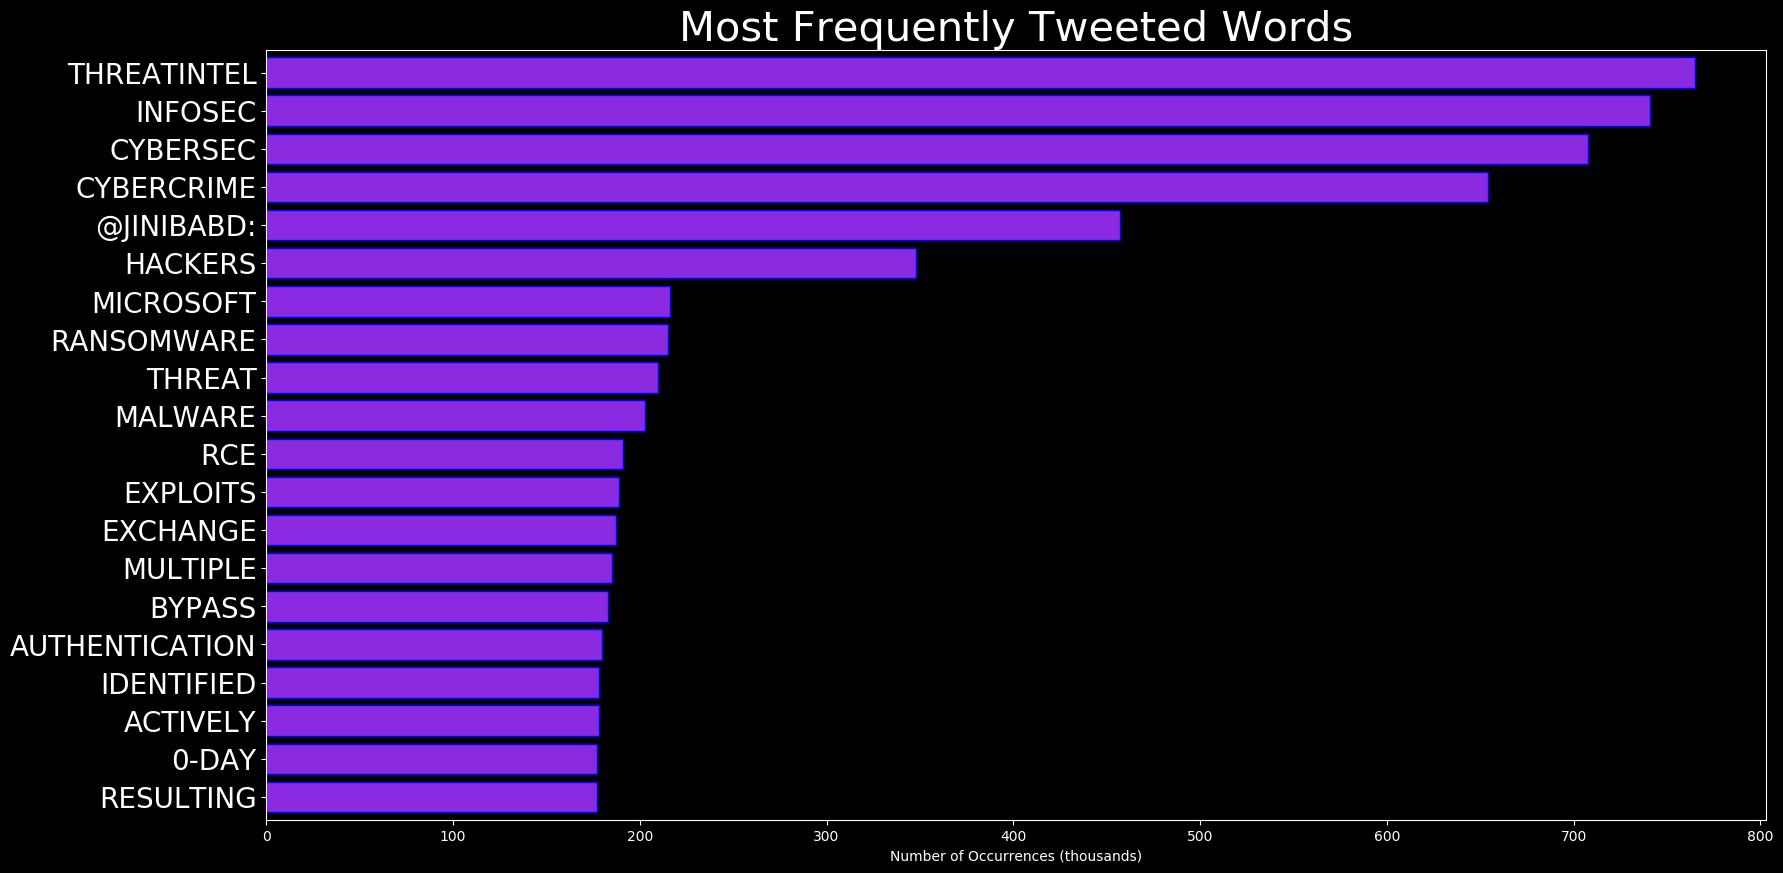 Most Frequently Tweeted Words
THREATINTEL
INFOSEC
CYBERSEC
CYBERCRIME
@JINIBABD:
HACKERS
MICROSOFT
RANSOMWARE
THREAT
MALWARE
RCE
EXPLOITS
EXCHANGE
MULTIPLE
BYPASS
AUTHENTICATION
IDENTIFIED
ACTIVELY
0-DAY
RESULTING
0 100 200 300 400 500 600 700 800
Number of Occurrences (thousands)